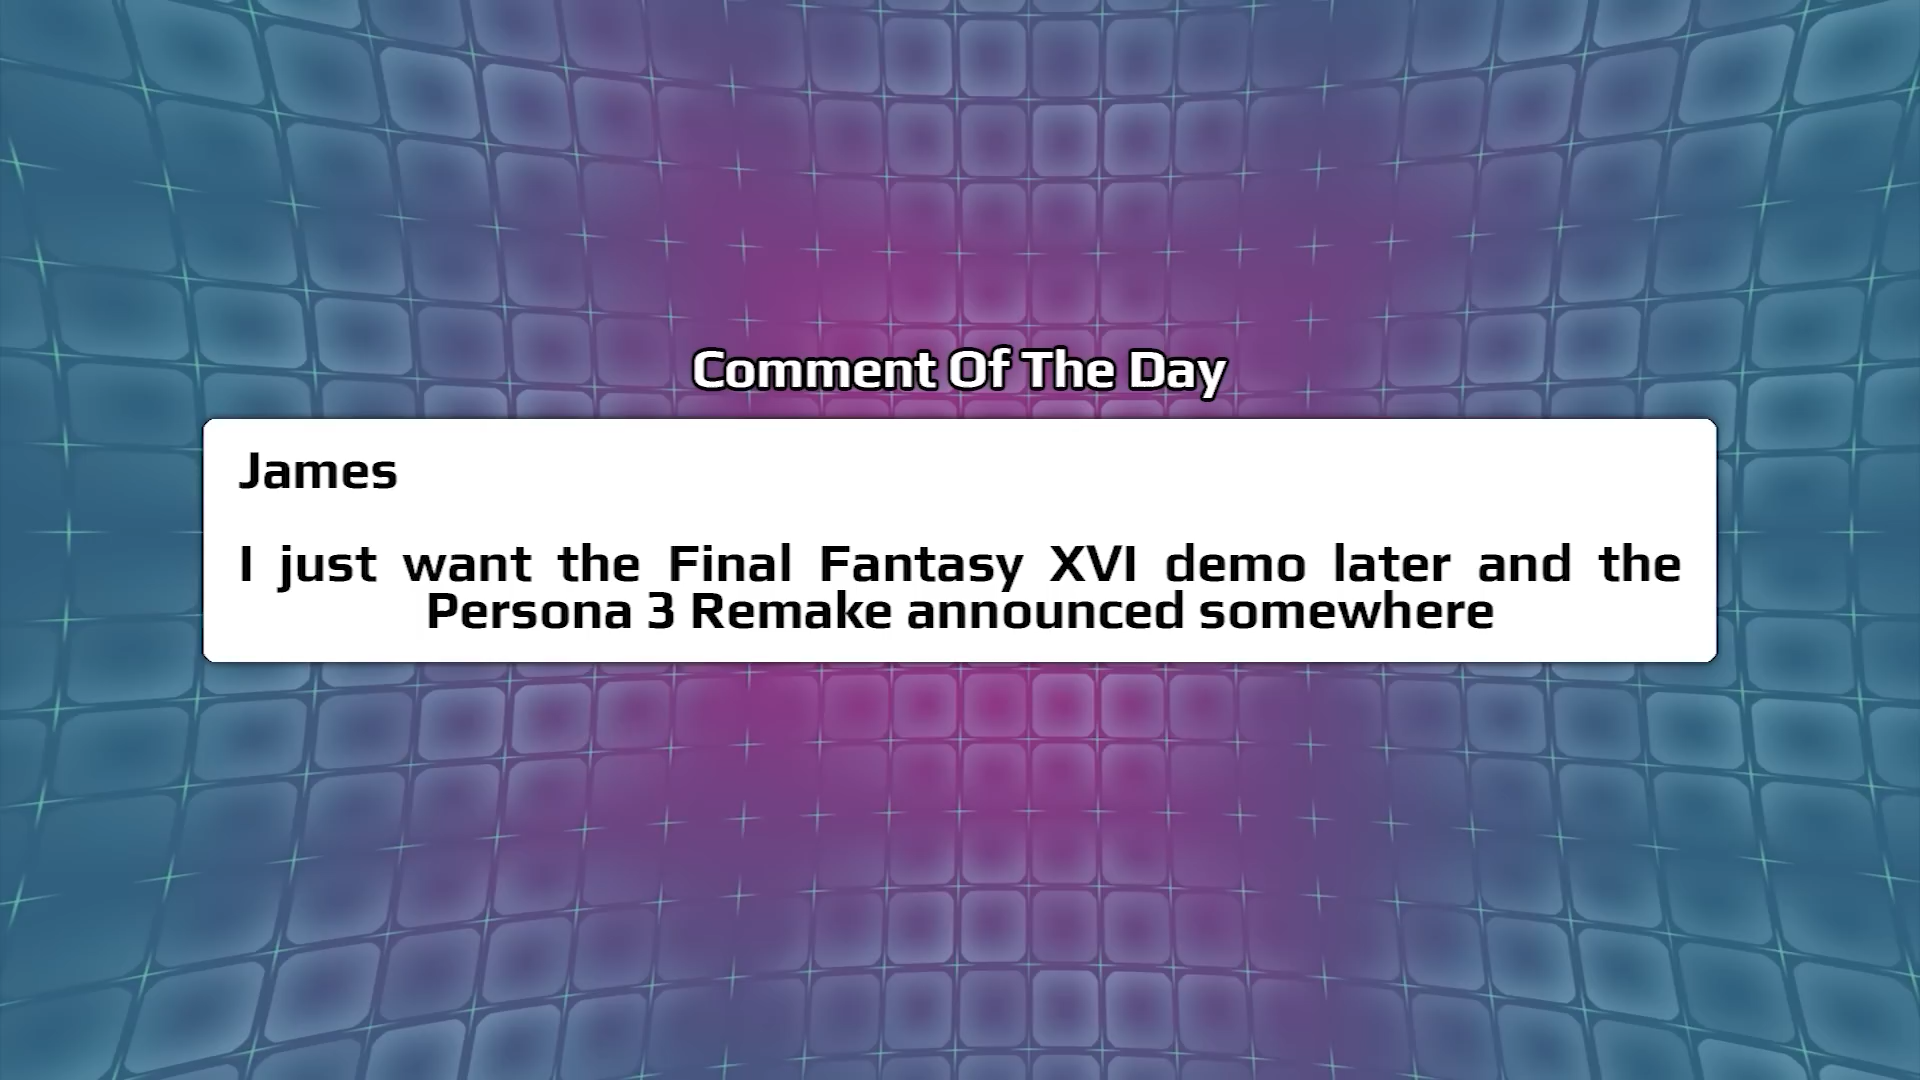 Comment Of The Day
James
I just want the Final Fantasy XVI demo later and the
Persona 3 Remake announced somewhere